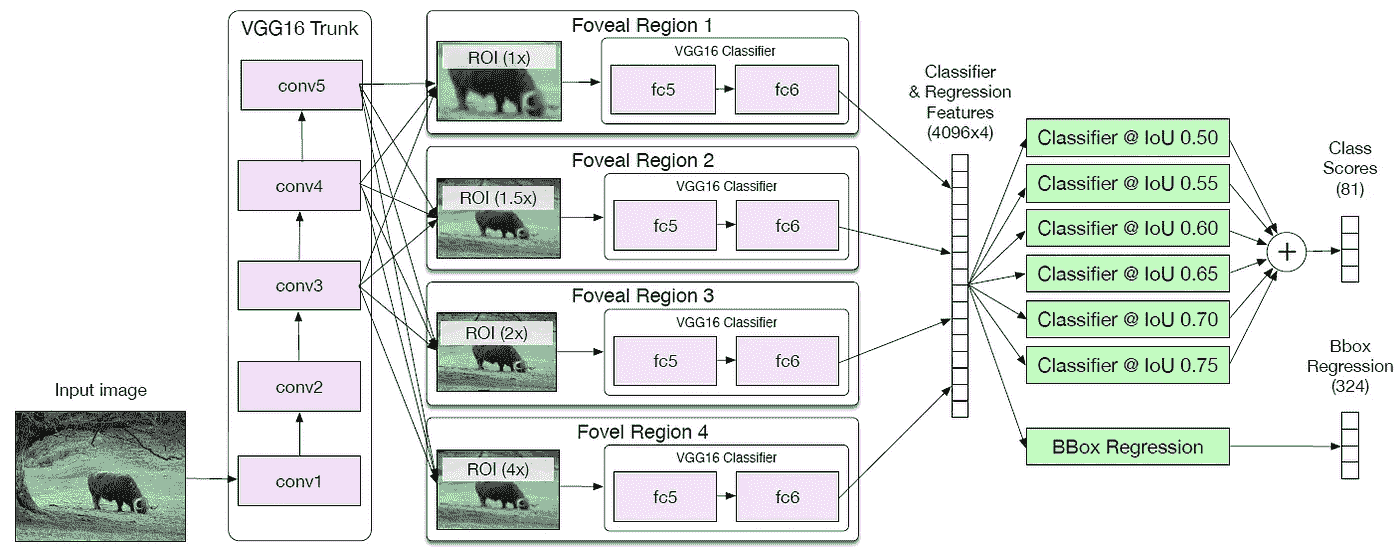 Input image
VGG16 Trunk
conv5
conv4
conv3
conv2
conv1
Foveal Region 1
ROI (1x)
VGG16 Classifier
fc5
fc6
Foveal Region 2
ROI (1.5x)
VGG16 Classifier
fc5
fc6
Foveal Region 3
ROI (2x)
VGG16 Classifier
fc5
fc6
Fovel Region 4
ROI (4x)
VGG16 Classifier
fc5
fc6
Classifier
& Regression
Features
(4096x4)
Classifier @ IoU 0.50
Classifier @ IoU 0.55
Classifier @ IoU 0.60
Classifier @ IoU 0.65
Classifier @ IoU 0.70
Classifier @ IoU 0.75
BBox Regression
+
Class
Scores
(81)
Bbox
Regression
(324)